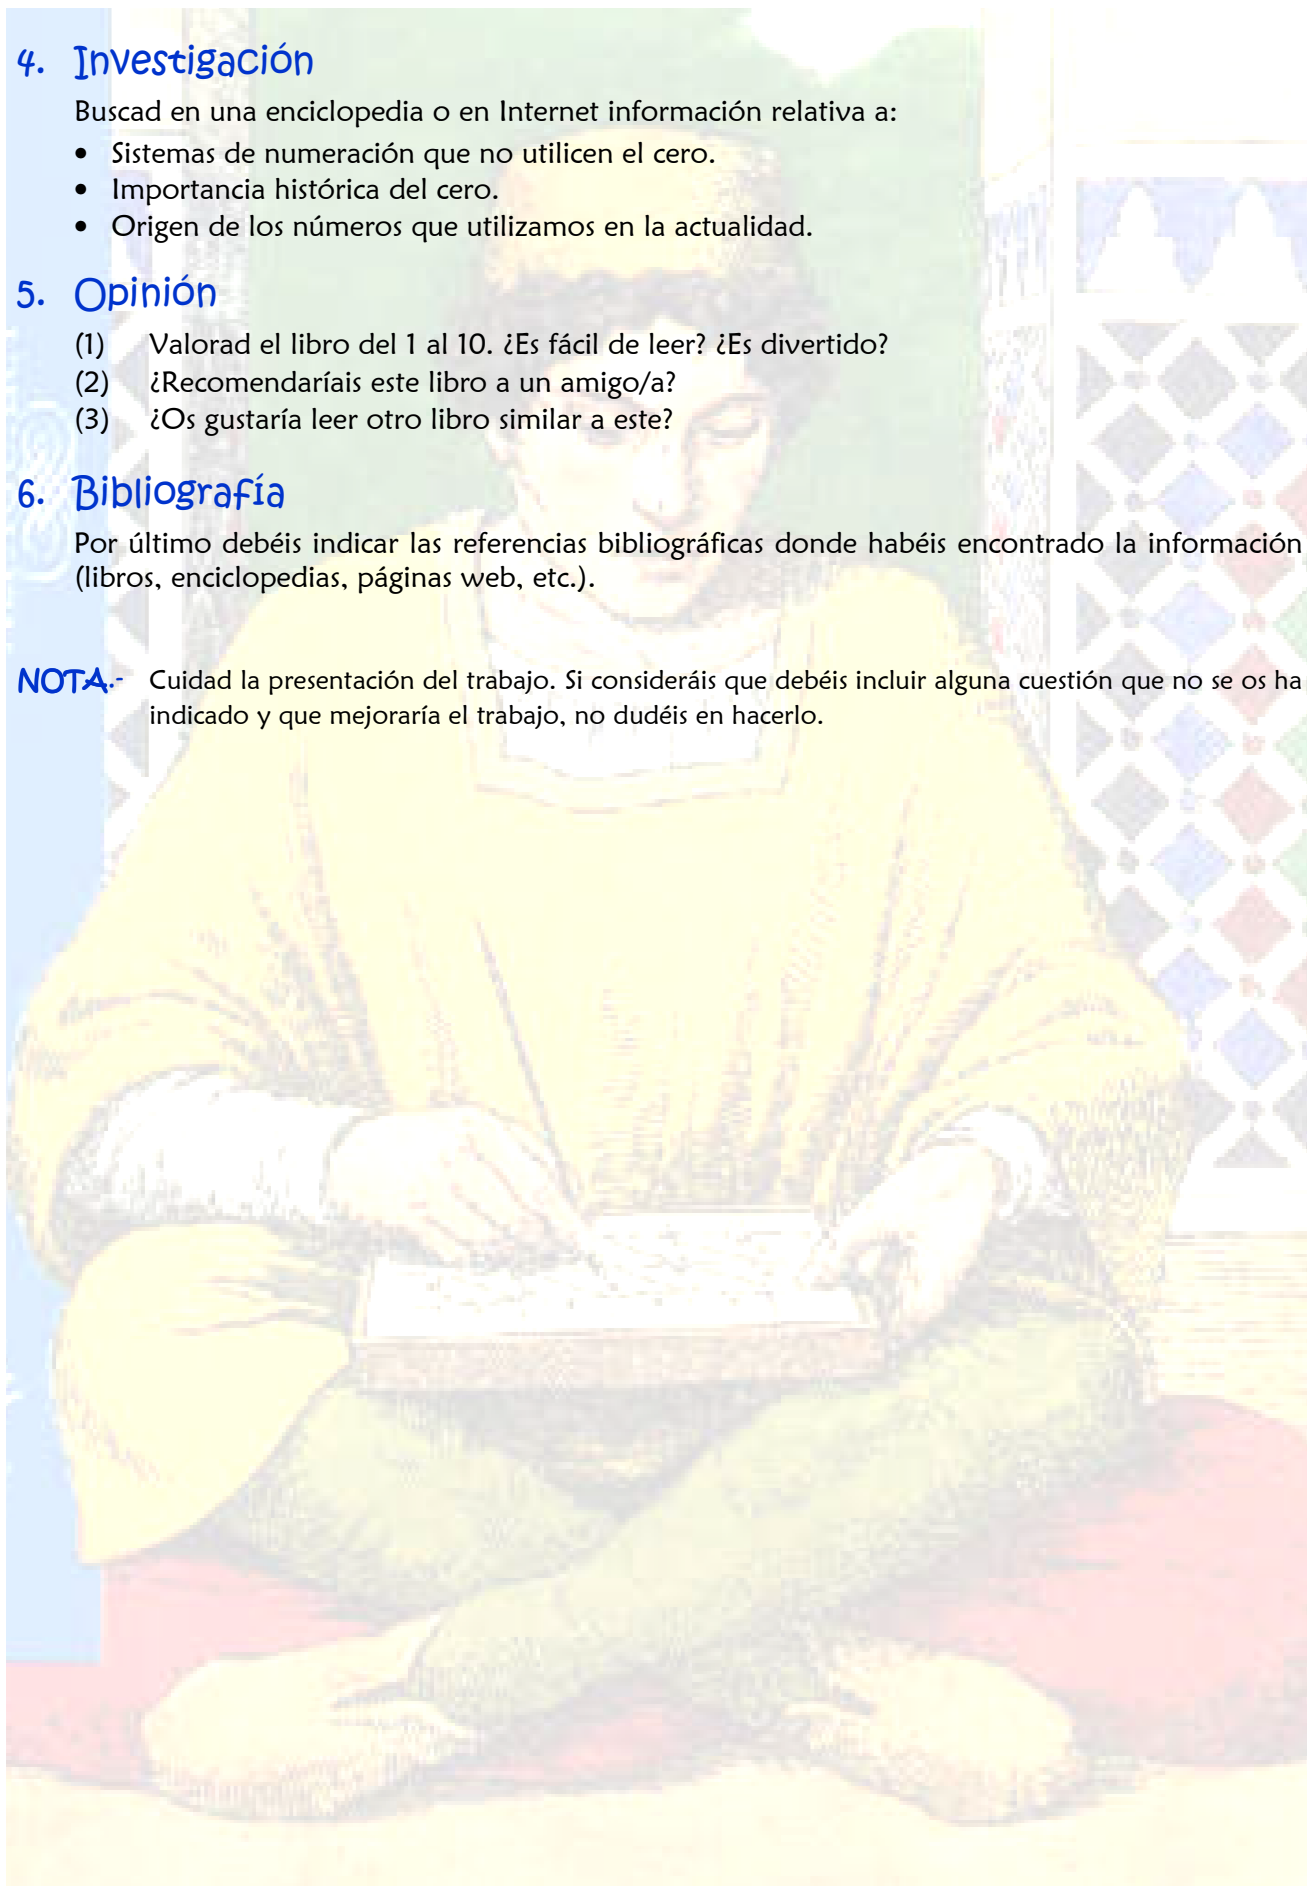 4. Investigación
Buscad en una enciclopedia o en Internet información relativa a:
• Sistemas de numeración que no utilicen el cero.
• Importancia histórica del cero.
• Origen de los números que utilizamos en la actualidad.
5. Opinión
(1) Valorad el libro del 1 al 10. ¿Es fácil de leer? ¿Es divertido?
(2) ¿Recomendaríais este libro a un amigo/a?
(3) ¿Os gustaría leer otro libro similar a este?
6. Bibliografía
Por último debéis indicar las referencias bibliográficas donde habéis encontrado la información
(libros, enciclopedias, páginas web, etc.).
NOTA.- Cuidad la presentación del trabajo. Si consideráis que debéis incluir alguna cuestión que no se os ha
indicado y que mejoraría el trabajo, no dudéis en hacerlo.